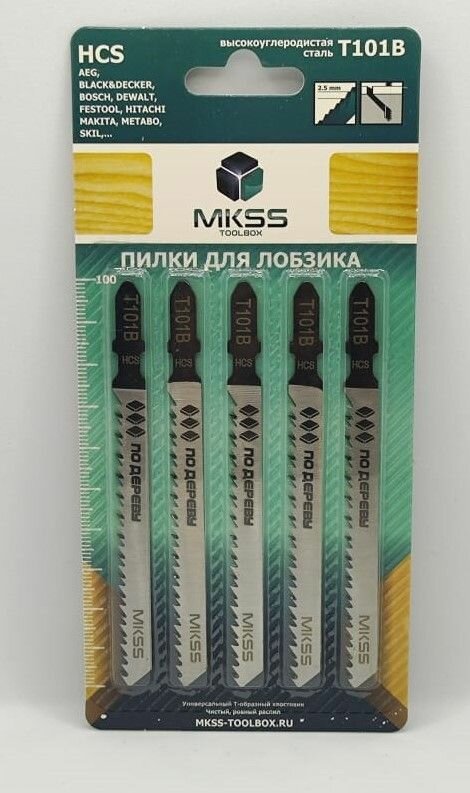 HCS
AEG,
BLACK&DECKER,
BOSCH, DEWALT,
FESTOOL, HITACHI
MAKITA, METABO,
SKIL,...
высокоуглеродистая
сталь T101B
2.5 mm
MKSS
TOOLBOX
ПИЛКИ ДЛЯ ЛОБЗИКА
100
T101B
HCS
ПО ДЕРЕВУ
MKSS
T101B
HCS
ПО ДЕРЕВУ
MKSS
T101B
HCS
ПО ДЕРЕВУ
MKSS
T101B
HCS
ПО ДЕРЕВУ
MKSS
T101B
HCS
ПО ДЕРЕВУ
MKSS
Универсальный Т-образный хвостовик
Чистый, ровный распил
MKSS-TOOLBOX.RU